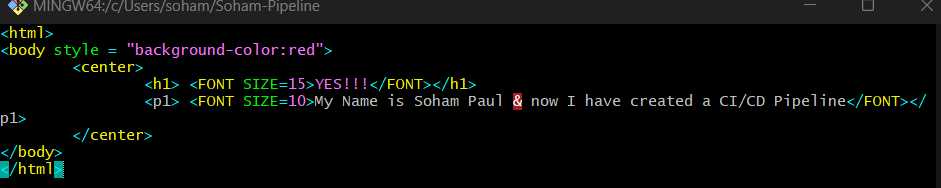 MINGW64:/c/Users/soham/Soham-Pipeline
<html>
<body style = "background-color:red">
        <center>
                <h1> <FONT SIZE=15>YES!!!</FONT></h1>
                <p1> <FONT SIZE=10>My Name is Soham Paul & now I have created a CI/CD Pipeline</FONT></
p1>
        </center>
</body>
</html>